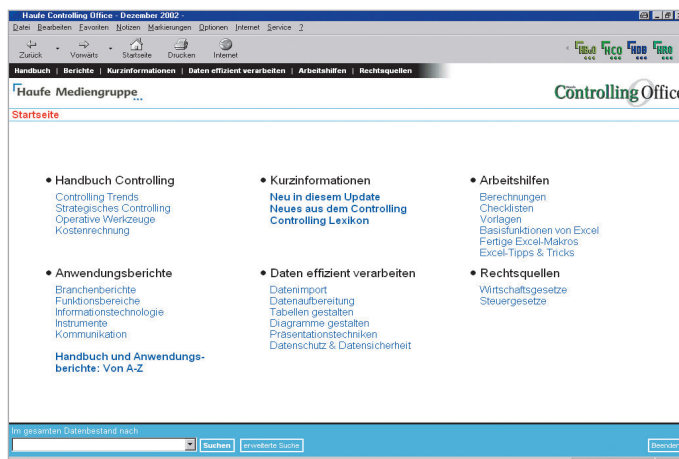 Haufe Controlling Office - Dezember 2002 -
Datei Bearbeiten Favoriten Notizen Markierungen Optionen Internet Service ?
Zurück Vorwärts Startseite Drucken Internet
HCO HDB HRO
Handbuch | Berichte | Kurzinformationen | Daten effizient verarbeiten | Arbeitshilfen | Rechtsquellen
Haufe Mediengruppe
Controlling Office
Startseite
• Handbuch Controlling
Controlling Trends
Strategisches Controlling
Operative Werkzeuge
Kostenrechnung
• Kurzinformationen
Neu in diesem Update
Neues aus dem Controlling
Controlling Lexikon
• Arbeitshilfen
Berechnungen
Checklisten
Vorlagen
Basisfunktionen von Excel
Fertige Excel-Makros
Excel-Tipps & Tricks
• Anwendungsberichte
Branchenberichte
Funktionsbereiche
Informationstechnologie
Instrumente
Kommunikation
Handbuch und Anwendungs-
berichte: Von A-Z
• Daten effizient verarbeiten
Datenimport
Datenaufbereitung
Tabellen gestalten
Diagramme gestalten
Präsentationstechniken
Datenschutz & Datensicherheit
• Rechtsquellen
Wirtschaftsgesetze
Steuergesetze
Im gesamten Datenbestand nach
Suchen erweiterte Suche Beenden